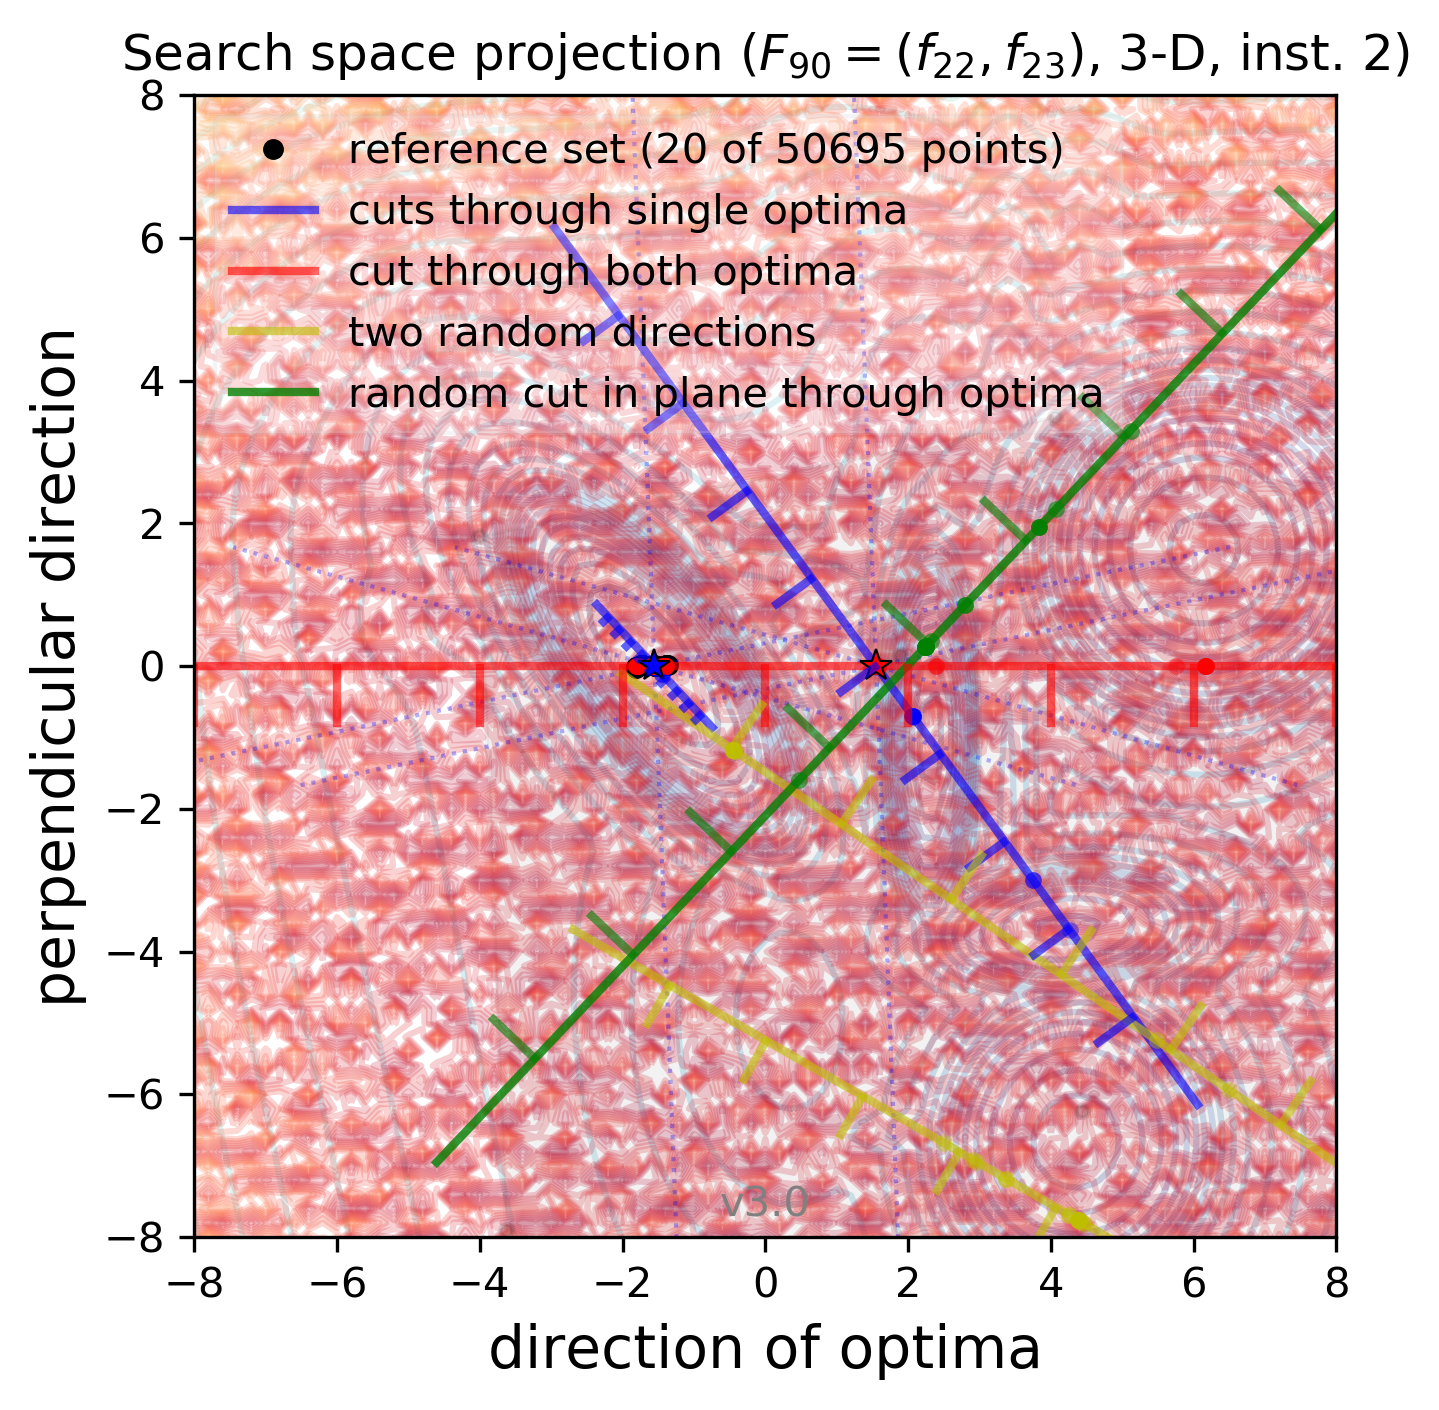 Search space projection (F90 = (f22, f23), 3-D, inst. 2)
reference set (20 of 50695 points)
cuts through single optima
cut through both optima
two random directions
random cut in plane through optima
perpendicular direction
8
6
4
2
0
−2
−4
−6
−8
v3.0
−8 −6 −4 −2 0 2 4 6 8
direction of optima